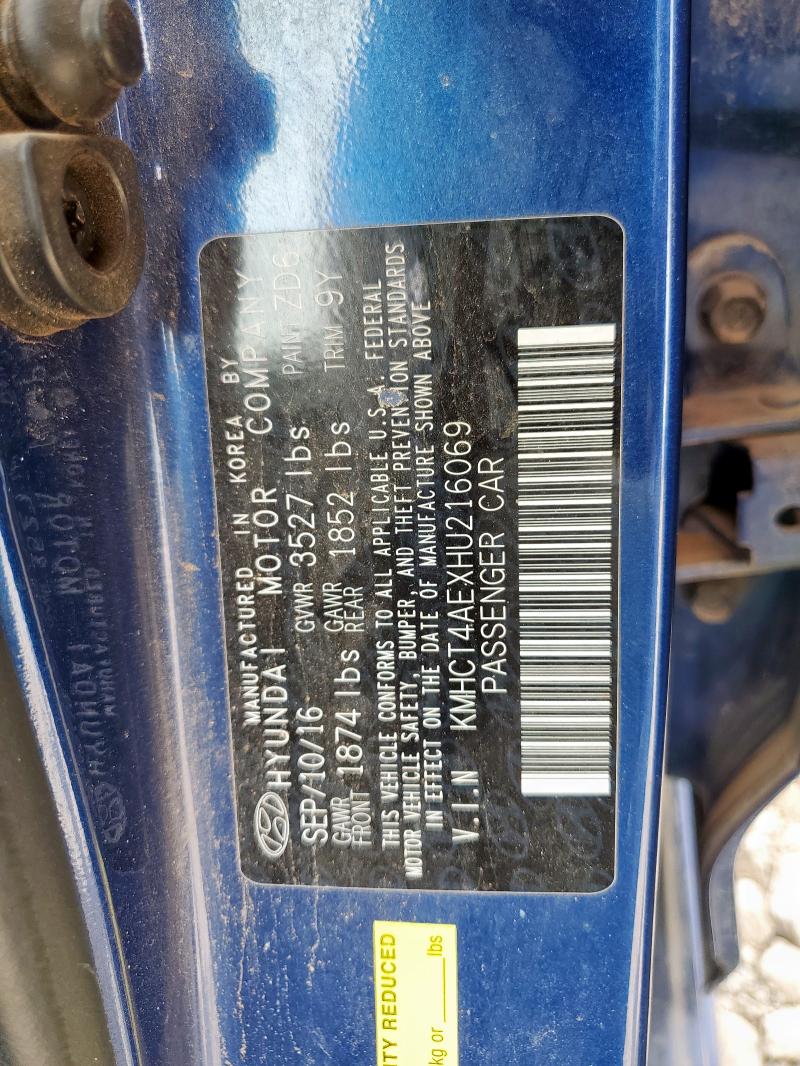 MANUFACTURED IN KOREA BY
HYUNDAI MOTOR COMPANY
SEP/10/16 GVWR 3527 lbs PAINT ZD6
GAWR FRONT 1874 lbs GAWR REAR 1852 lbs TRIM 9Y
THIS VEHICLE CONFORMS TO ALL APPLICABLE U.S.A. FEDERAL
MOTOR VEHICLE SAFETY, BUMPER, AND THEFT PREVENTION STANDARDS
IN EFFECT ON THE DATE OF MANUFACTURE SHOWN ABOVE
V.I.N KMHCT4AEXHU216069
PASSENGER CAR
REDUCED
kg or ____lbs